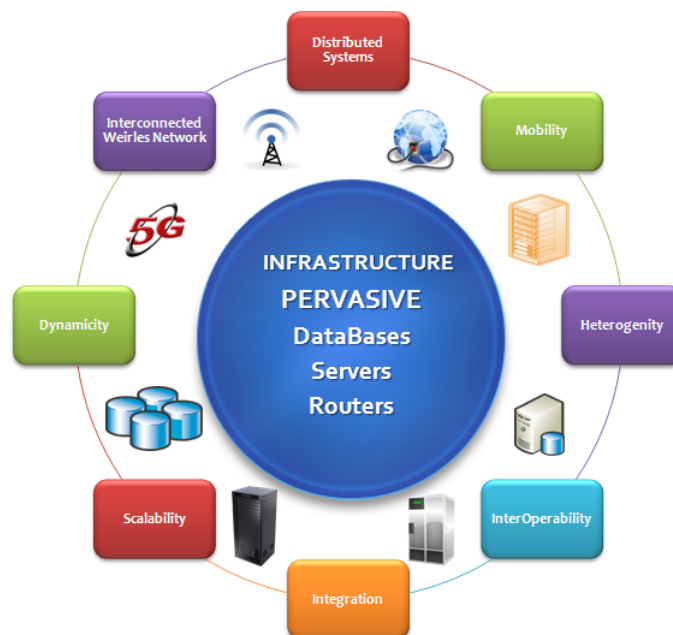 Distributed
Systems
Interconnected
Weirles Network
Mobility
5G
INFRASTRUCTURE
PERVASIVE
DataBases
Servers
Routers
Dynamicity
Heterogenity
Scalability
InterOperability
Integration